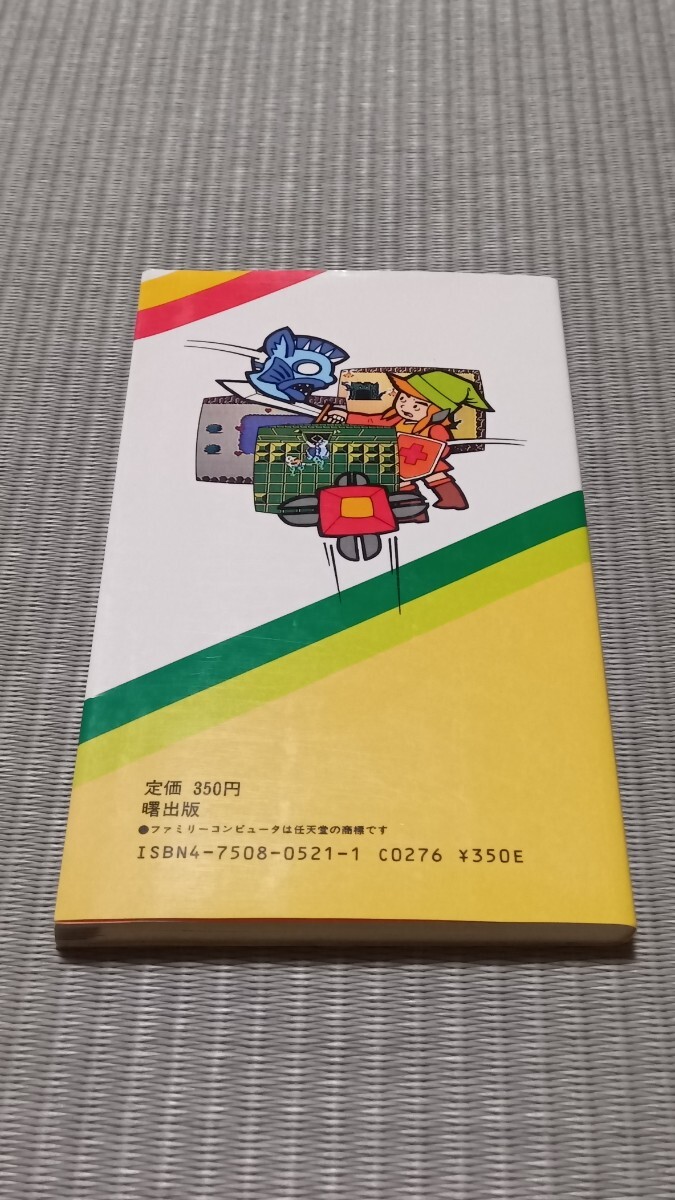 定価 350円
曙出版
●ファミリーコンピュータは任天堂の商標です
ISBN4-7508-0521-1 C0276 ¥350E